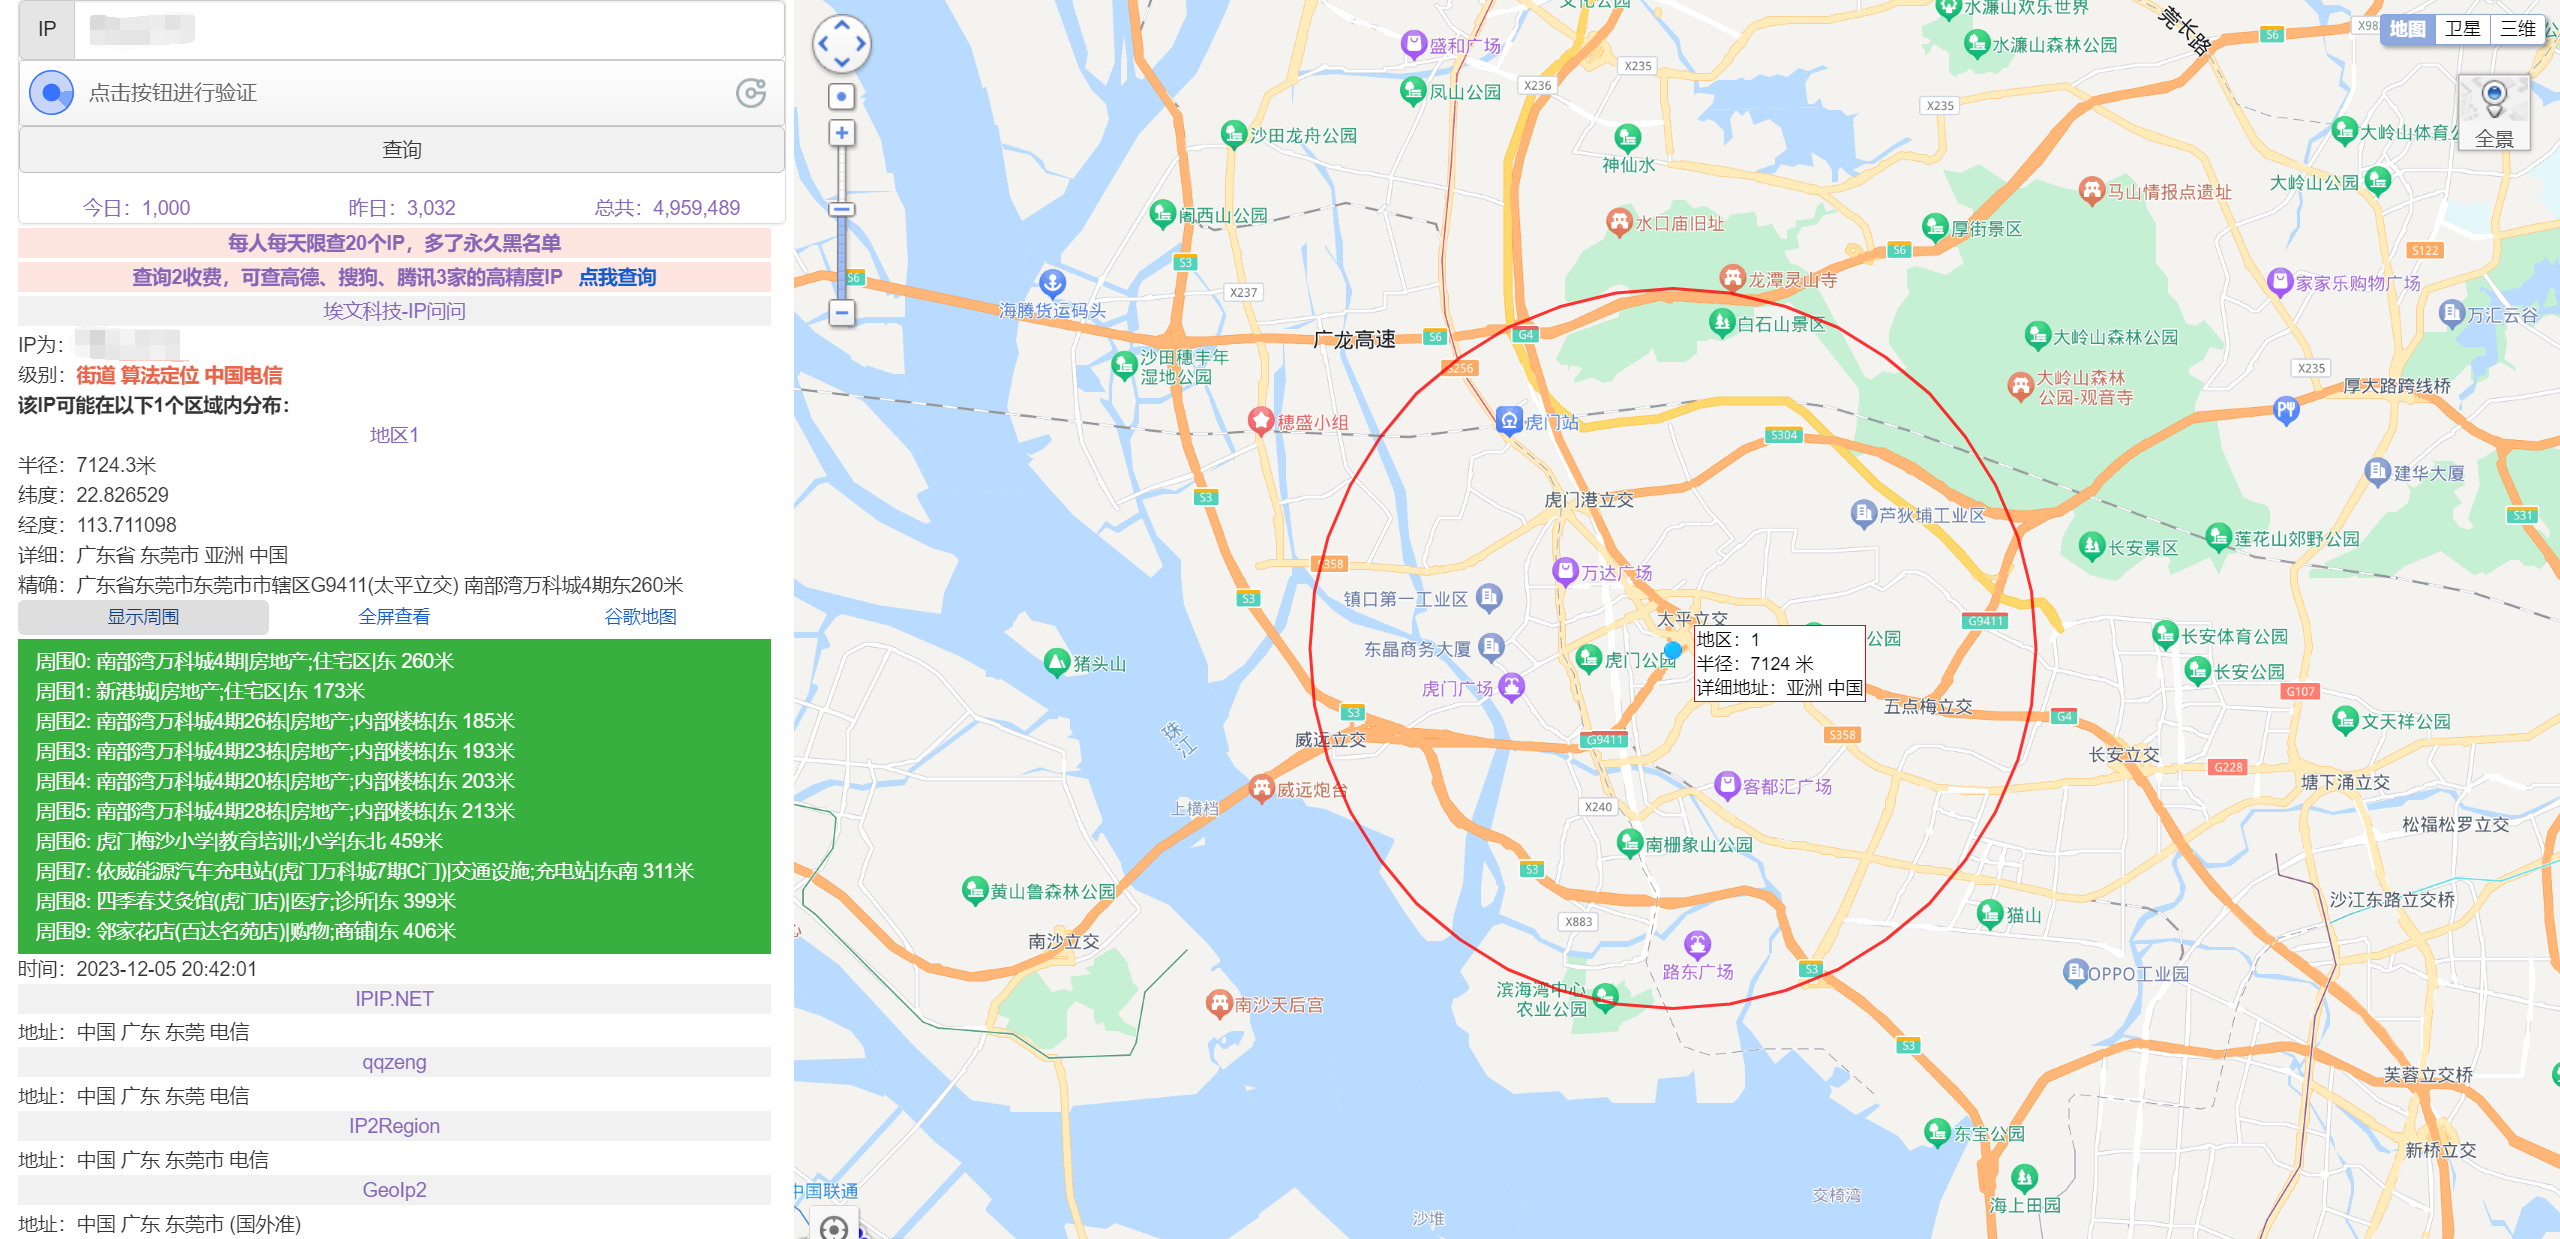 IP
点击按钮进行验证
查询
今日：1,000 昨日：3,032 总共：4,959,489
每人每天限查20个IP，多了永久黑名单
查询2收费，可查高德、搜狗、腾讯3家的高精度IP 点我查询
埃文科技-IP问问
IP为：
级别：街道 算法定位 中国电信
该IP可能在以下1个区域内分布：
地区1
半径：7124.3米
纬度：22.826529
经度：113.711098
详细：广东省 东莞市 亚洲 中国
精确：广东省东莞市东莞市市辖区G9411(太平立交) 南部湾万科城4期东260米
显示周围 全屏查看 谷歌地图
周围0: 南部湾万科城4期|房地产;住宅区|东 260米
周围1: 新港城|房地产;住宅区|东 173米
周围2: 南部湾万科城4期26栋|房地产;内部楼栋|东 185米
周围3: 南部湾万科城4期23栋|房地产;内部楼栋|东 193米
周围4: 南部湾万科城4期20栋|房地产;内部楼栋|东 203米
周围5: 南部湾万科城4期28栋|房地产;内部楼栋|东 213米
周围6: 虎门梅沙小学|教育培训;小学|东北 459米
周围7: 依威能源汽车充电站(虎门万科城7期C门)|交通设施;充电站|东南 311米
周围8: 四季春艾灸馆(虎门店)|医疗;诊所|东 399米
周围9: 邻家花店(百达名苑店)|购物;商铺|东 406米
时间：2023-12-05 20:42:01
IPIP.NET
地址：中国 广东 东莞 电信
qqzeng
地址：中国 广东 东莞 电信
IP2Region
地址：中国 广东 东莞市 电信
GeoIp2
地址：中国 广东 东莞市 (国外准)
文化公园
水濂山欢乐世界
莞长路
地图 卫星 三维
S6
X98
盛和广场
水濂山森林公园
X235
X236
凤山公园
X235
全景
沙田龙舟公园
神仙水
大岭山体育公
大岭山公园
马山情报点遗址
阇西山公园
水口庙旧址
厚街景区
S6
S122
S3
S6
龙潭灵山寺
家家乐购物广场
海腾货运码头
X237
万汇云谷
白石山景区
广龙高速
S6
G4
大岭山森林公园
沙田穗丰年
湿地公园
S256
X235
厚大路跨线桥
大岭山森林
公园-观音寺
穗盛小组
虎门站
S304
建华大厦
S3
虎门港立交
芦狄埔工业区
S31
长安景区
莲花山郊野公园
S358
万达广场
S3
镇口第一工业区
太平立交
G9411
地区：1
半径：7124 米
详细地址：亚洲 中国
公园
长安体育公园
东晶商务大厦
虎门公园
猪头山
长安公园
虎门广场
G107
S3
五点梅立交
G4
文天祥公园
珠江
威远立交
G9411
S358
长安立交
G228
塘下涌立交
威远炮台
客都汇广场
上横档
X240
松福松罗立交
南栅象山公园
S3
黄山鲁森林公园
沙江东路立交桥
猫山
X883
南沙立交
路东广场
S3
OPPO工业园
滨海湾中心
农业公园
南沙天后宫
S3
芙蓉立交桥
东宝公园
新桥立交
中国联通
交椅湾
海上田园
沙堆